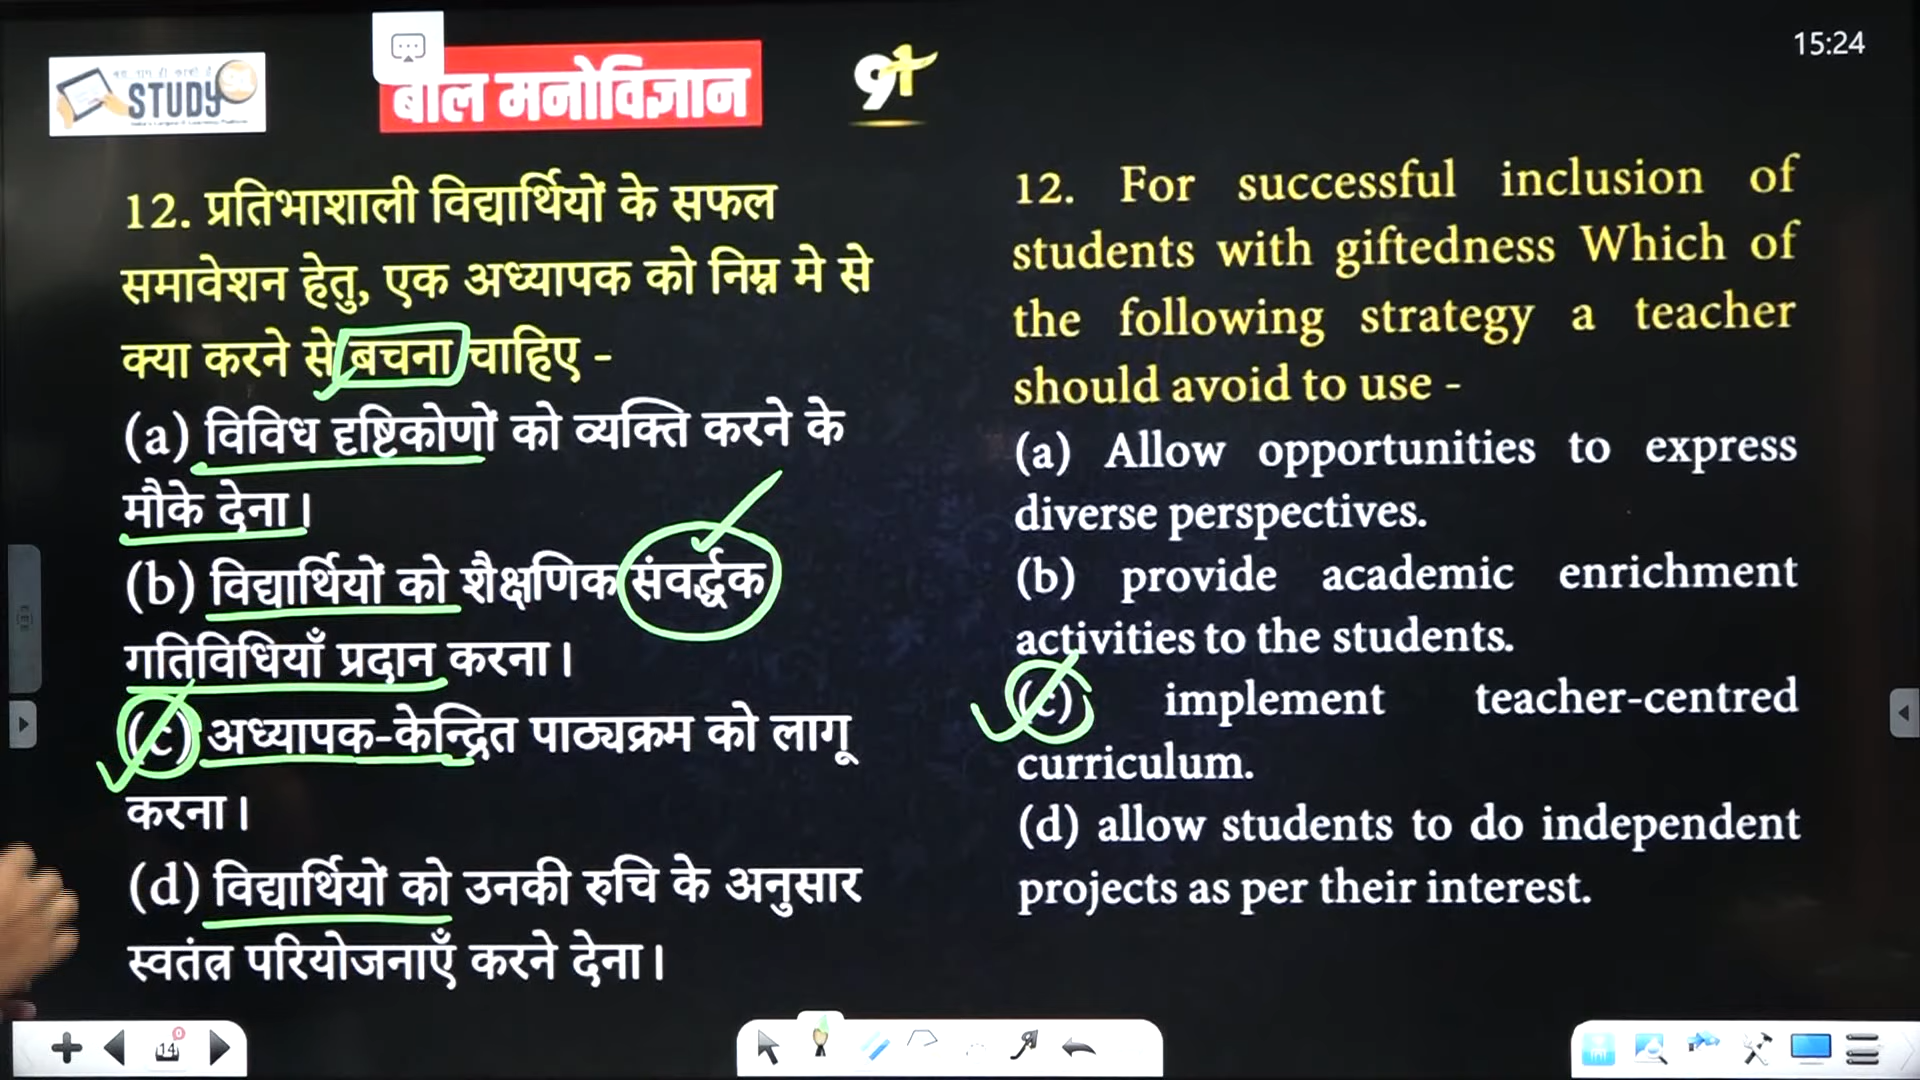 15:24
STUDY
91
बाल मनोविज्ञान
91
12. प्रतिभाशाली विद्यार्थियों के सफल
समावेशन हेतु, एक अध्यापक को निम्न मे से
क्या करने से बचना चाहिए -
(a) विविध दृष्टिकोणों को व्यक्ति करने के
मौके देना।
(b) विद्यार्थियों को शैक्षणिक संवर्द्धक
गतिविधियाँ प्रदान करना।
(c) अध्यापक-केन्द्रित पाठ्यक्रम को लागू
करना।
(d) विद्यार्थियों को उनकी रुचि के अनुसार
स्वतंत्र परियोजनाएँ करने देना।
12. For successful inclusion of
students with giftedness Which of
the following strategy a teacher
should avoid to use -
(a) Allow opportunities to express
diverse perspectives.
(b) provide academic enrichment
activities to the students.
(c) implement teacher-centred
curriculum.
(d) allow students to do independent
projects as per their interest.
14
0